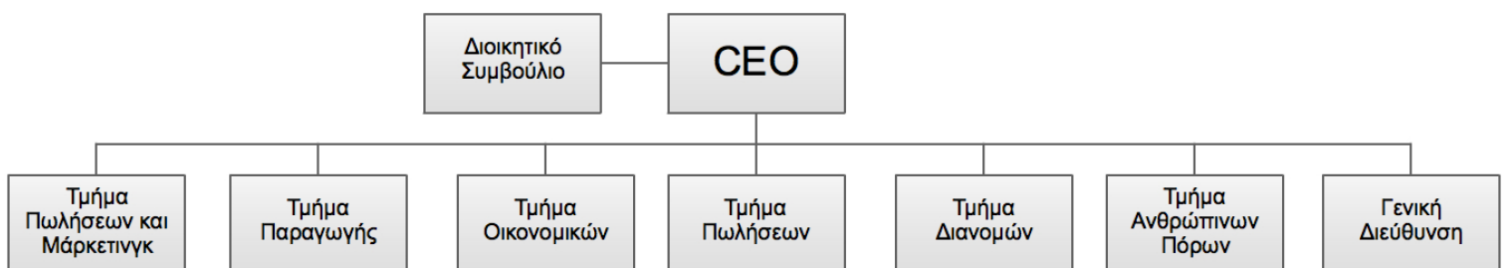 Διοικητικό
Συμβούλιο
CEO
Τμήμα
Πωλήσεων και
Μάρκετινγκ
Τμήμα
Παραγωγής
Τμήμα
Οικονομικών
Τμήμα
Πωλήσεων
Τμήμα
Διανομών
Τμήμα
Ανθρώπινων
Πόρων
Γενική
Διεύθυνση